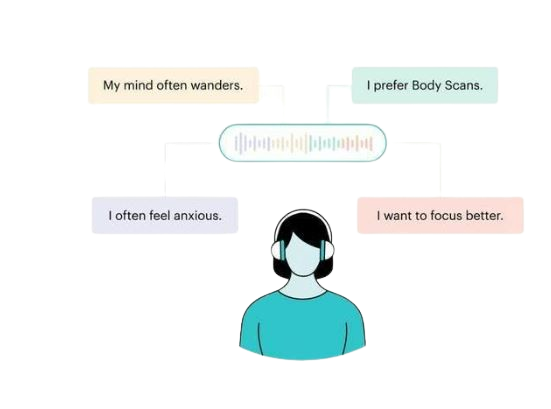 My mind often wanders.
I prefer Body Scans.
I often feel anxious.
I want to focus better.